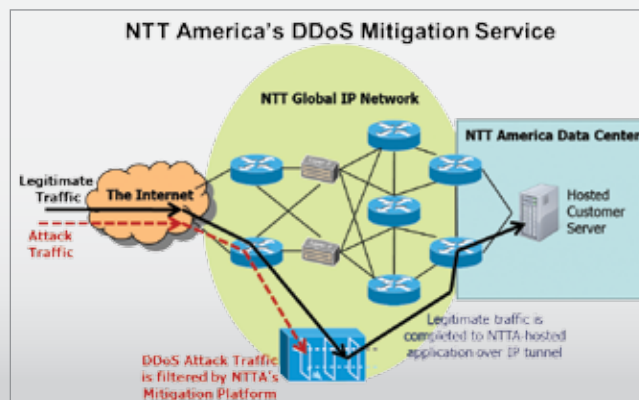 NTT America's DDoS Mitigation Service
NTT Global IP Network
NTT America Data Center
Legitimate
Traffic
The Internet
Attack
Traffic
Hosted
Customer
Server
Legitimate traffic is
completed to NTTA-hosted
application over IP tunnel
DDoS Attack Traffic
is filtered by NTTA's
Mitigation Platform